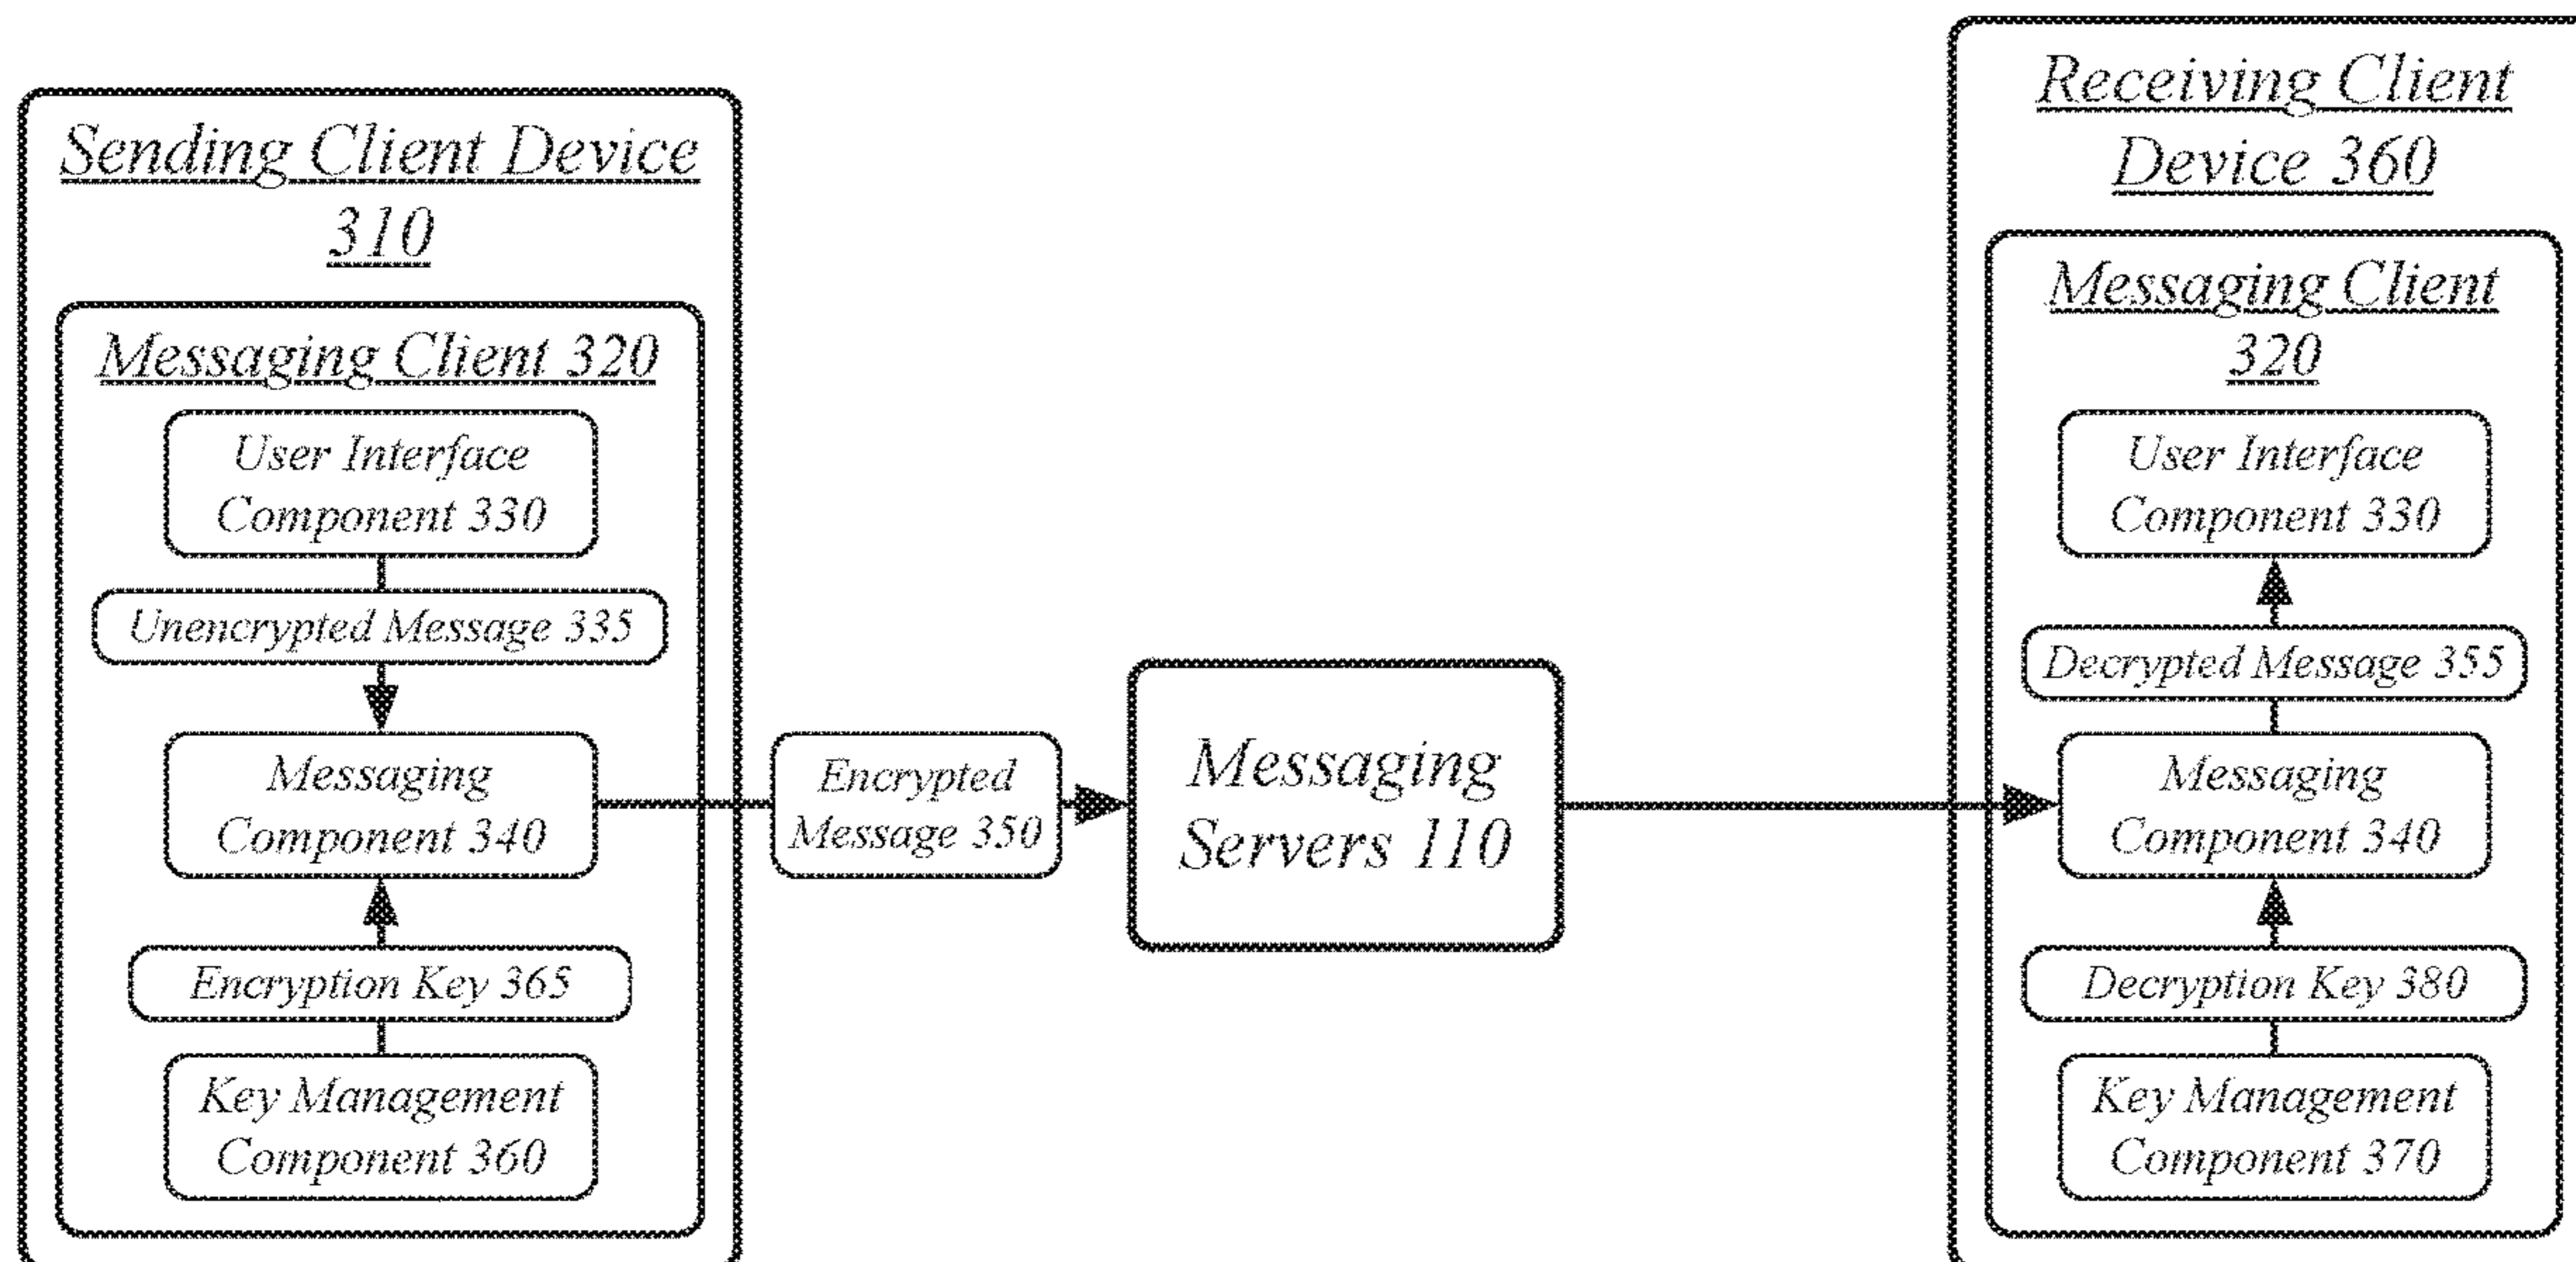 Sending Client Device
310
Messaging Client 320
User Interface
Component 330
Unencrypted Message 335
Messaging
Component 340
Encryption Key 365
Key Management
Component 360
Encrypted
Message 350
Messaging
Servers 110
Receiving Client
Device 360
Messaging Client
320
User Interface
Component 330
Decrypted Message 355
Messaging
Component 340
Decryption Key 380
Key Management
Component 370